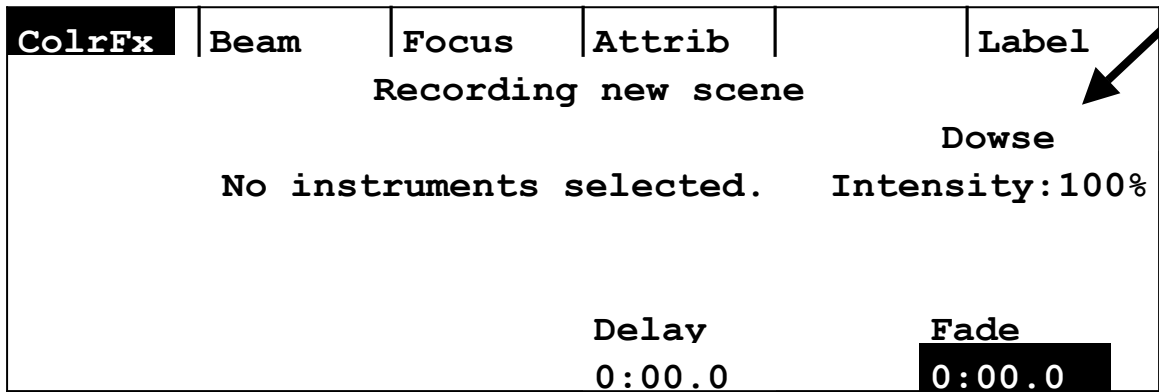 ColrFx Beam Focus Attrib Label
Recording new scene
Dowse
No instruments selected. Intensity:100%
Delay Fade
0:00.0 0:00.0